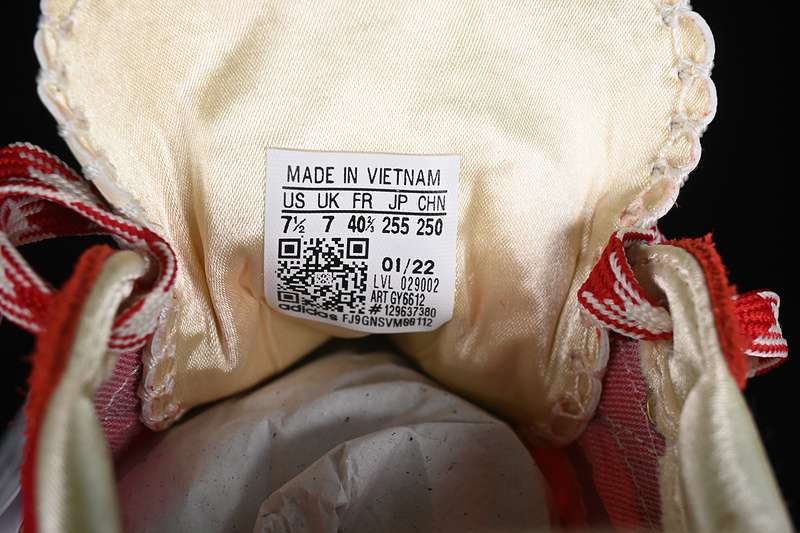 MADE IN VIETNAM
US UK FR JP CHN
7½ 7 40⅔ 255 250
01/22
LVL 029002
ART GY6612
#129637380
adidas FJ9GNSVM60112